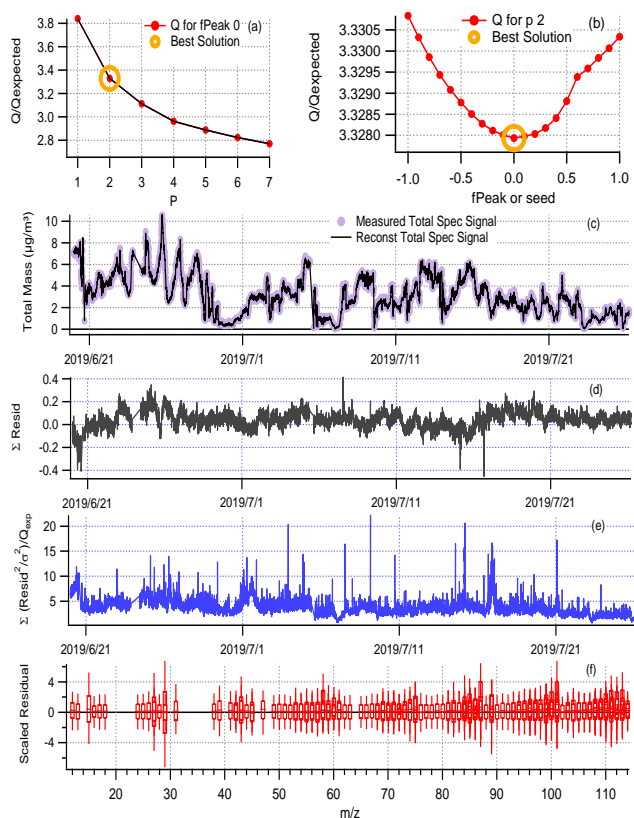 Q/Qexpected
3.8
3.6
3.4
3.2
3.0
2.8
Q for fPeak 0
(a)
Best Solution
1 2 3 4 5 6 7
P
Q/Qexpected
3.3305
3.3300
3.3295
3.3290
3.3285
3.3280
Q for p 2
(b)
Best Solution
-1.0 -0.5 0.0 0.5 1.0
fPeak or seed
Total Mass (µg/m³)
10
8
6
4
2
0
Measured Total Spec Signal
Reconst Total Spec Signal
(c)
2019/6/21 2019/7/1 2019/7/11 2019/7/21
Σ Resid
0.4
0.2
0.0
-0.2
-0.4
(d)
2019/6/21 2019/7/1 2019/7/11 2019/7/21
Σ (Resid²/σ²)/Qexp
20
15
10
5
(e)
2019/6/21 2019/7/1 2019/7/11 2019/7/21
Scaled Residual
4
0
-4
(f)
20 30 40 50 60 70 80 90 100 110
m/z